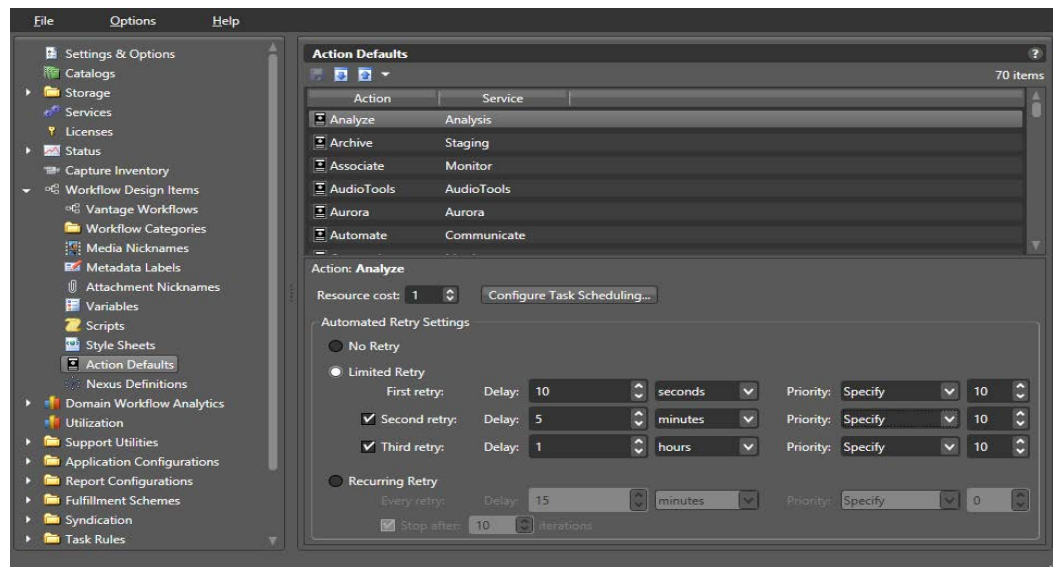 File Options Help
Settings & Options
Catalogs
Storage
Services
Licenses
Status
Capture Inventory
Workflow Design Items
Vantage Workflows
Workflow Categories
Media Nicknames
Metadata Labels
Attachment Nicknames
Variables
Scripts
Style Sheets
Action Defaults
Nexus Definitions
Domain Workflow Analytics
Utilization
Support Utilities
Application Configurations
Report Configurations
Fulfillment Schemes
Syndication
Task Rules
Action Defaults ?
70 items
Action Service
Analyze Analysis
Archive Staging
Associate Monitor
AudioTools AudioTools
Aurora Aurora
Automate Communicate
Action: Analyze
Resource cost: 1 Configure Task Scheduling...
Automated Retry Settings
No Retry
Limited Retry
First retry: Delay: 10 seconds Priority: Specify 10
Second retry: Delay: 5 minutes Priority: Specify 10
Third retry: Delay: 1 hours Priority: Specify 10
Recurring Retry
Every retry: Delay: 15 minutes Priority: Specify 0
Stop after: 10 iterations